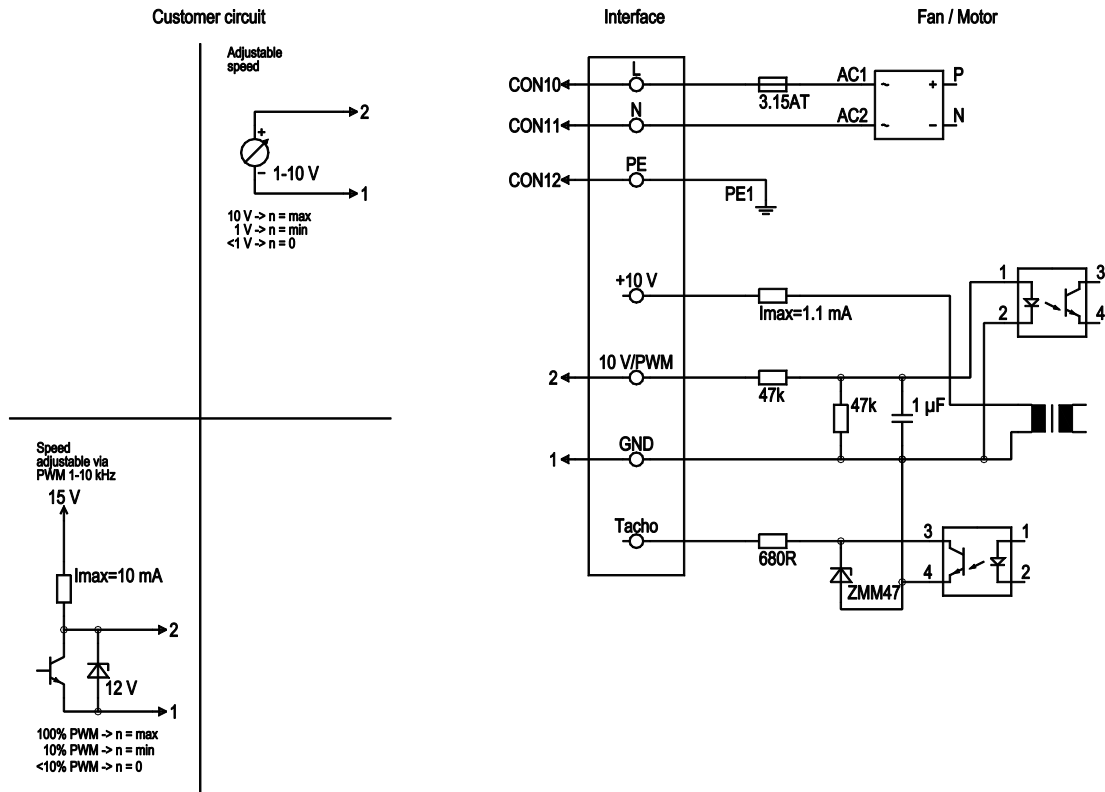 Customer circuit
Interface
Fan / Motor
Adjustable
speed
2
+
1-10 V
−
1
10 V -> n = max
1 V -> n = min
<1 V -> n = 0
Speed
adjustable via
PWM 1-10 kHz
15 V
Imax=10 mA
2
12 V
1
100% PWM -> n = max
10% PWM -> n = min
<10% PWM -> n = 0
L
CON10
3.15AT
AC1
~ +
P
N
CON11
AC2
~ −
N
PE
CON12
PE1
+10 V
Imax=1.1 mA
1
2
3
4
10 V/PWM
2
47k
47k
1 µF
GND
1
Tacho
680R
ZMM47
3
4
1
2